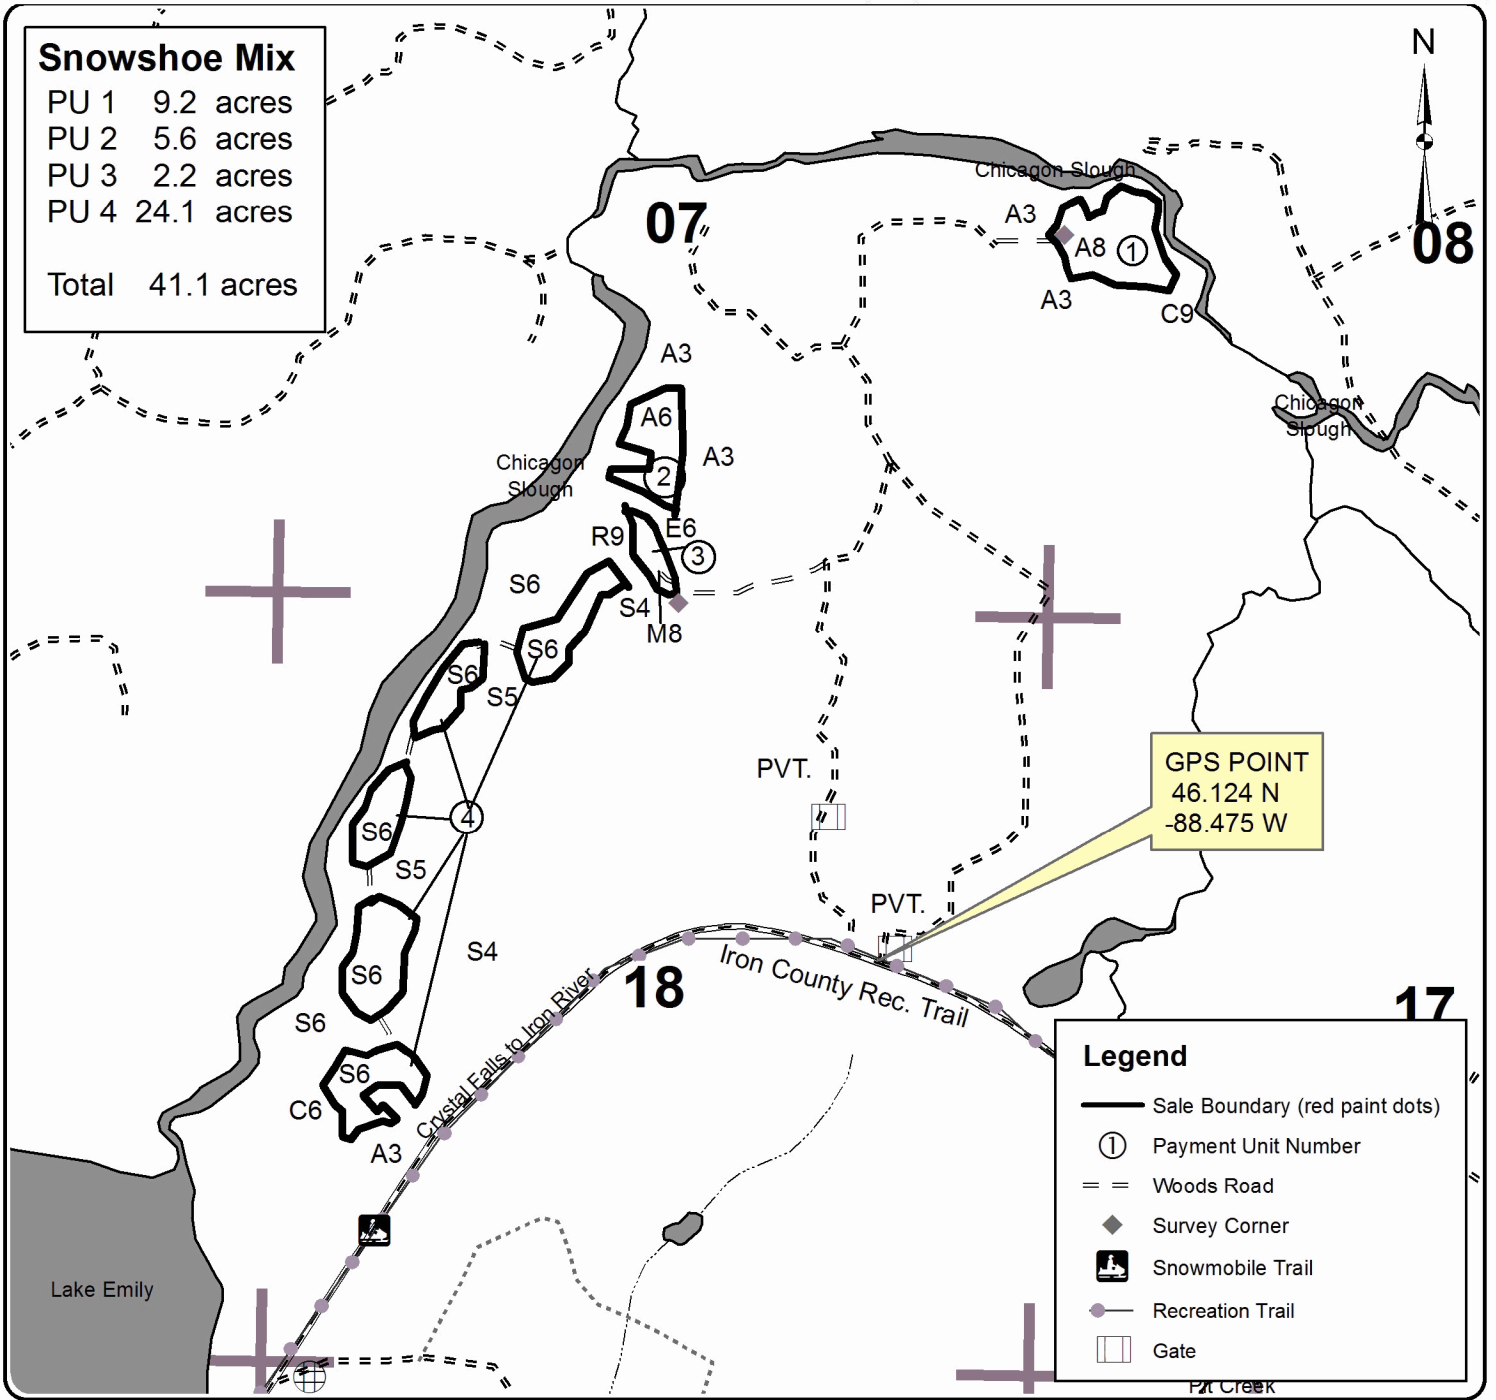 Snowshoe Mix
PU 1 9.2 acres
PU 2 5.6 acres
PU 3 2.2 acres
PU 4 24.1 acres
Total 41.1 acres
N
Chicagon Slough
07
A3
08
A8 1
A3
C9
A3
Chicagon
Slough
A6
A3
Chicagon
Slough
2
E6
R9
3
S6
S4
M8
S6
S6
S5
PVT.
GPS POINT
46.124 N
-88.475 W
4
S6
S5
PVT.
S4
S6
18
Iron County Rec. Trail
17
S6
Crystal Falls to Iron River
S6
C6
A3
Lake Emily
Legend
Sale Boundary (red paint dots)
1 Payment Unit Number
Woods Road
Survey Corner
Snowmobile Trail
Recreation Trail
Gate
Pit Creek